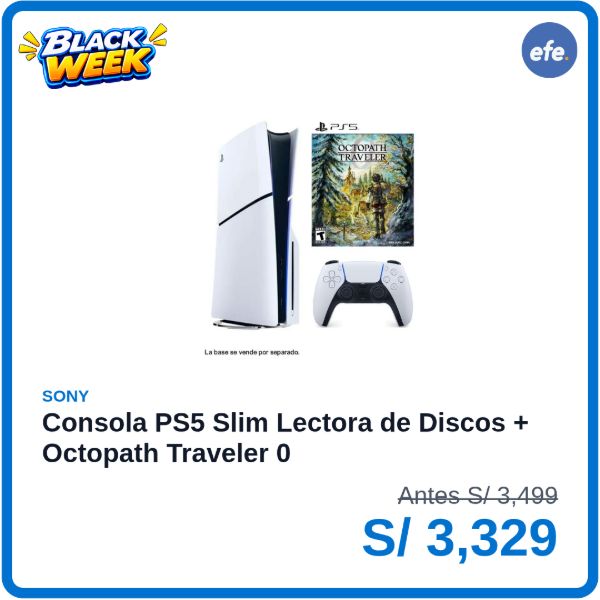 BLACK
WEEK
efe.
PS5
OCTOPATH
TRAVELER
T
La base se vende por separado.
SONY
Consola PS5 Slim Lectora de Discos +
Octopath Traveler 0
Antes S/ 3,499
S/ 3,329